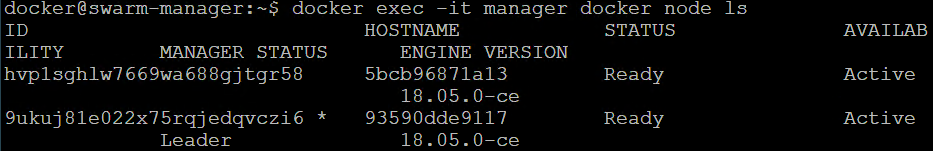 docker@swarm-manager:~$ docker exec -it manager docker node ls
ID                            HOSTNAME            STATUS              AVAILAB
ILITY        MANAGER STATUS      ENGINE VERSION
hvplsghlw7669wa688gjtgr58     5bcb96871a13        Ready               Active
                                 18.05.0-ce
9ukuj81e022x75rqjedqvczi6 *   93590dde9117        Ready               Active
             Leader              18.05.0-ce